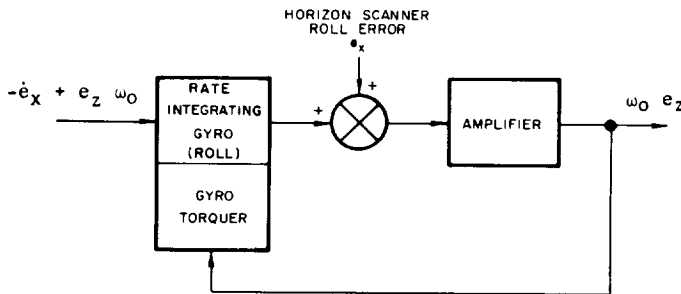 HORIZON SCANNER
ROLL ERROR
e_x
-ė_x + e_z ω_o
RATE
INTEGRATING
GYRO
(ROLL)
+
+
AMPLIFIER
ω_o e_z
GYRO
TORQUER